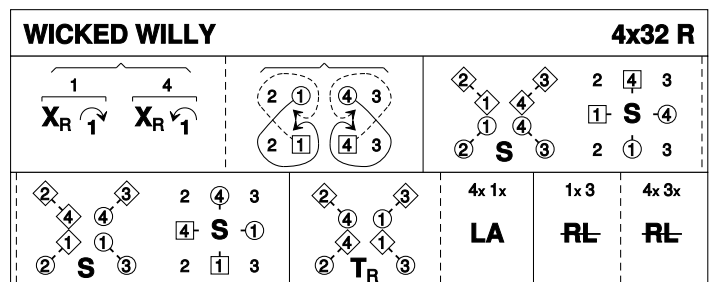 WICKED WILLY 4x32 R
1 4
X R 1 X R 1
2 1 4 3
2 1 4 3
2 3 2 4 3
1 4 1 S 4
1 4
2 S 3 2 1 3
2 3 2 4 3 2 3 4x 1x 1x 3 4x 3x
4 4 4 S 1 4 1 LA RL RL
1 1 4 1
2 S 3 2 1 3 2 T R 3